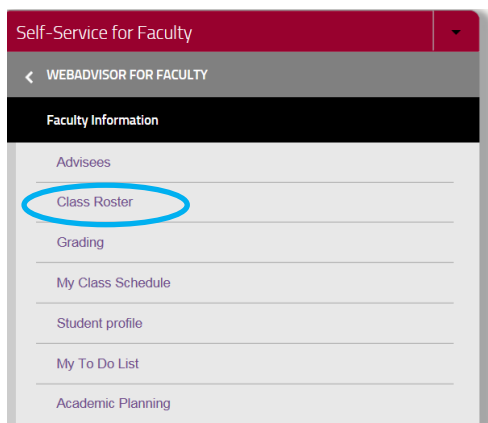 Self-Service for Faculty
WEBADVISOR FOR FACULTY
Faculty Information
Advisees
Class Roster
Grading
My Class Schedule
Student profile
My To Do List
Academic Planning